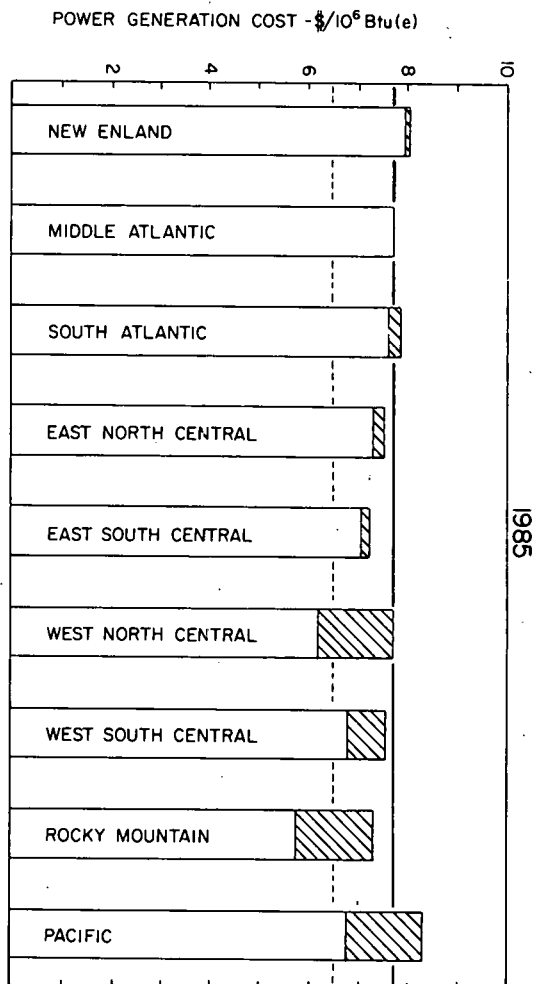 POWER GENERATION COST - $/10⁶ Btu(e)
2
4
6
8
10
NEW ENLAND
MIDDLE ATLANTIC
SOUTH ATLANTIC
EAST NORTH CENTRAL
EAST SOUTH CENTRAL
1985
WEST NORTH CENTRAL
WEST SOUTH CENTRAL
ROCKY MOUNTAIN
PACIFIC